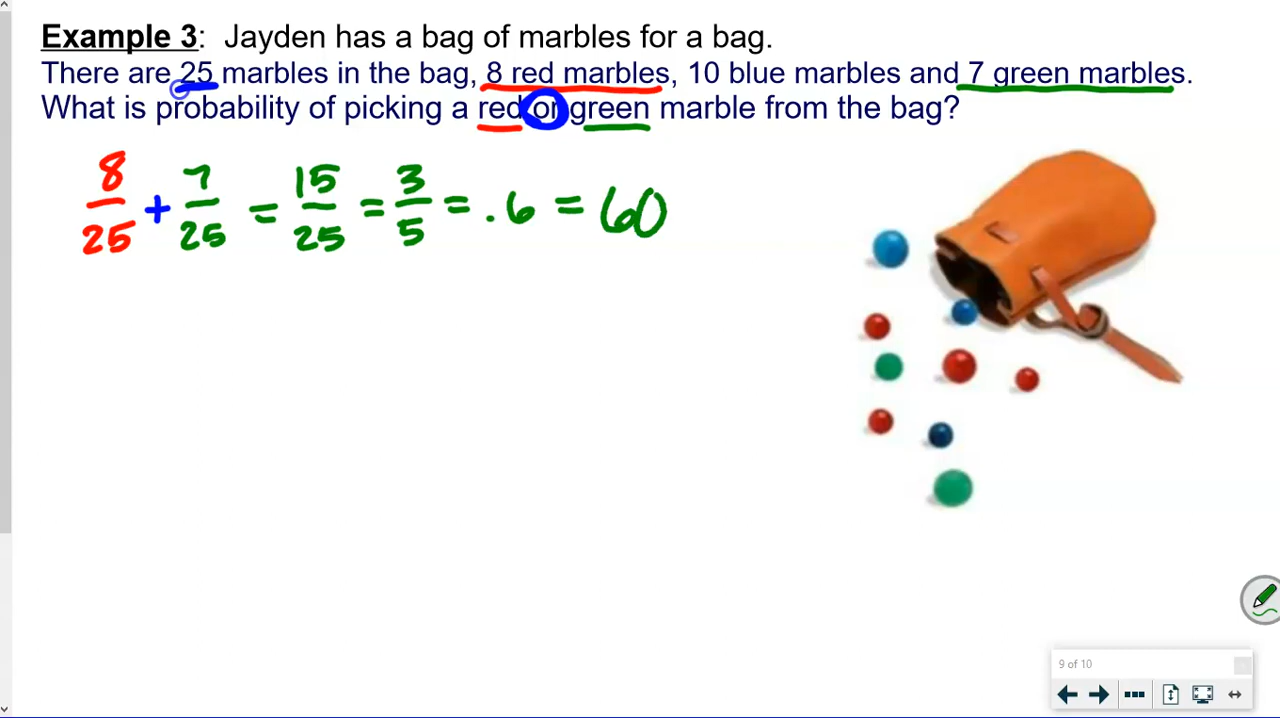 Example 3: Jayden has a bag of marbles for a bag.
There are 25 marbles in the bag, 8 red marbles, 10 blue marbles and 7 green marbles.
What is probability of picking a red or green marble from the bag?
8/25 + 7/25 = 15/25 = 3/5 = .6 = 60
9 of 10